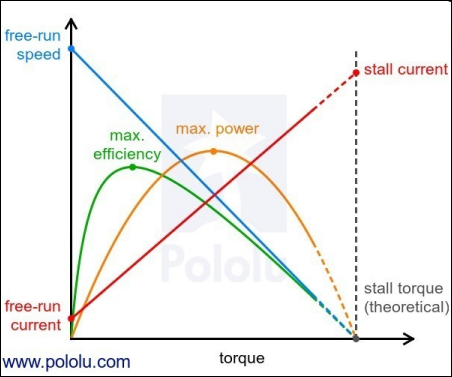 free-run
speed
stall current
max. power
max.
efficiency
Pololu
stall torque
(theoretical)
free-run
current
torque
www.pololu.com